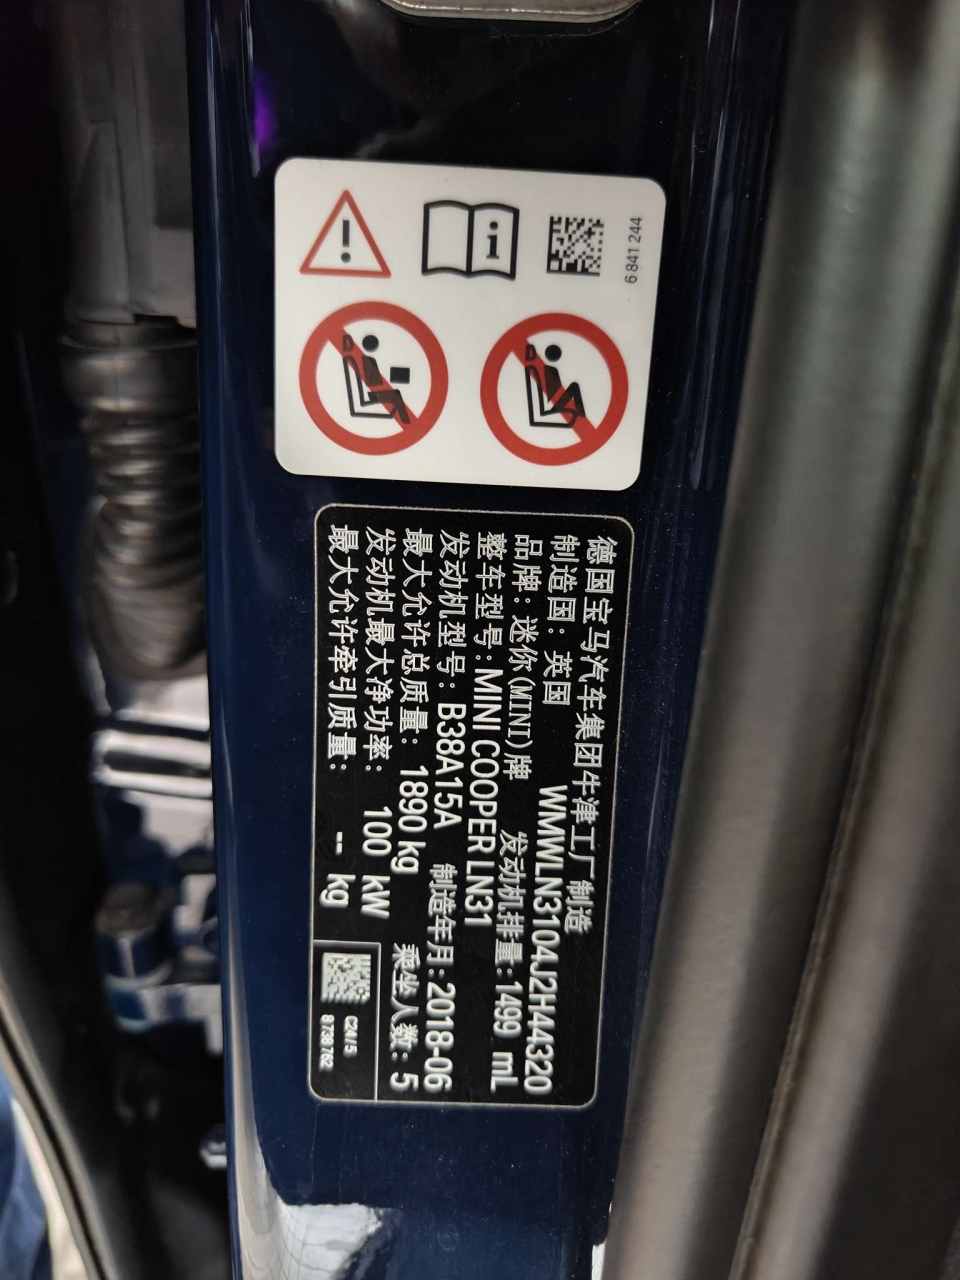 6 841 244
德国宝马汽车集团牛津工厂制造
制造国：英国 WMWLN3104J2H44320
品牌：迷你(MINI)牌 发动机排量：1499 mL
整车型号：MINI COOPER LN31
发动机型号：B38A15A 制造年月：2018-06
最大允许总质量：1890 kg 乘坐人数：5
发动机最大净功率：100 kW
最大允许牵引质量：-- kg
C24/5
8 738 762